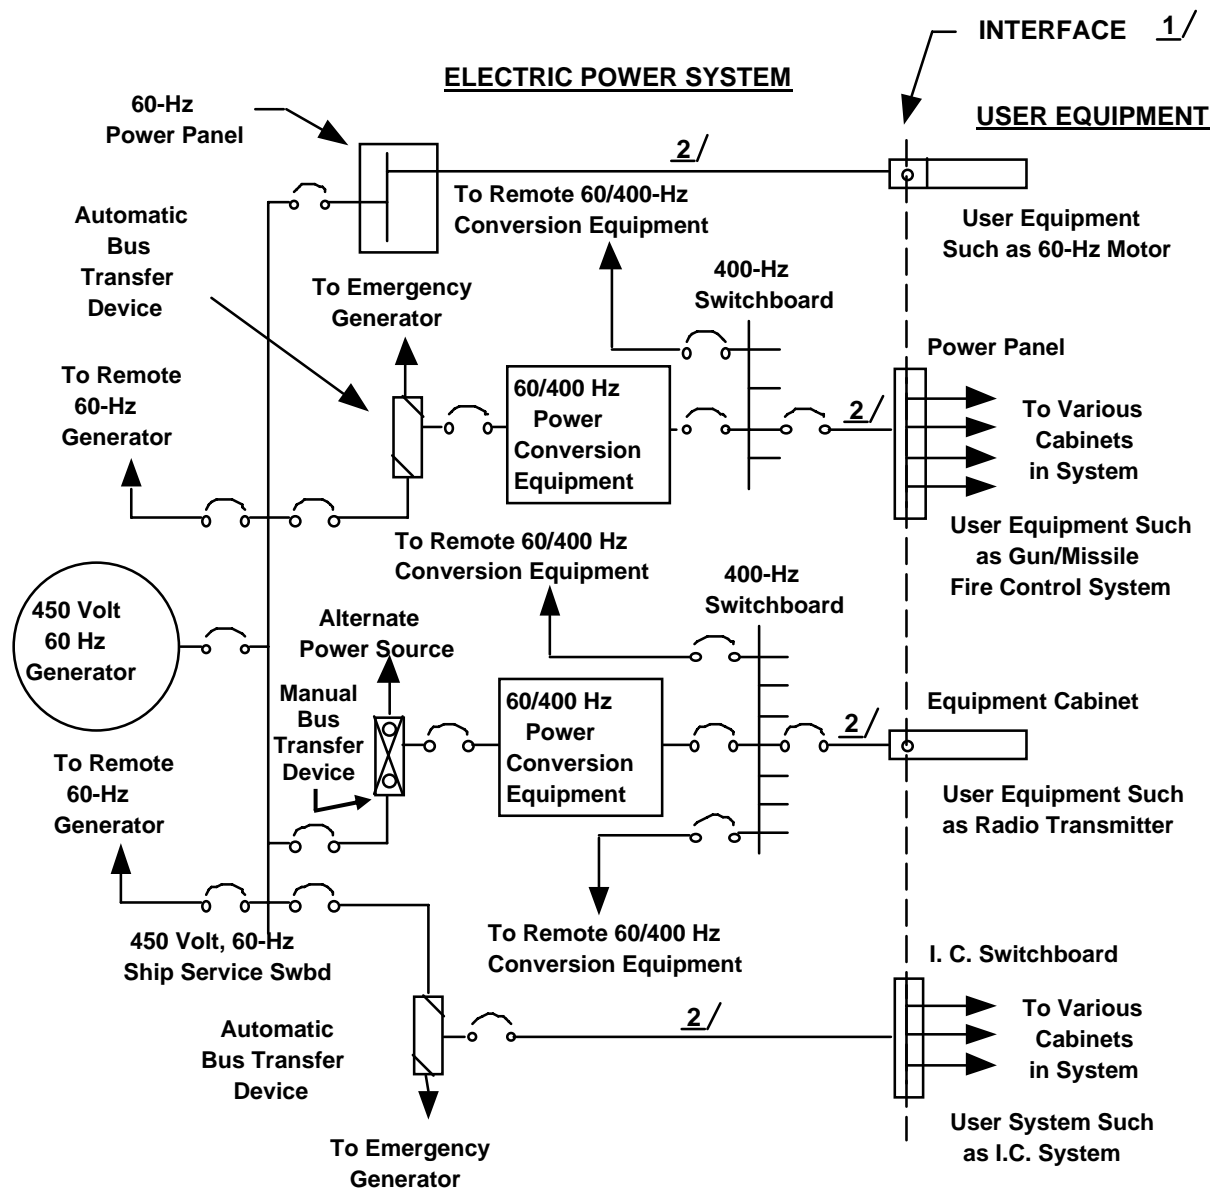 INTERFACE 1/
ELECTRIC POWER SYSTEM
USER EQUIPMENT
60-Hz
Power Panel
2/
To Remote 60/400-Hz
Conversion Equipment
User Equipment
Such as 60-Hz Motor
Automatic
Bus
Transfer
Device
To Emergency
Generator
400-Hz
Switchboard
Power Panel
To Remote
60-Hz
Generator
60/400 Hz
Power
Conversion
Equipment
2/
To Various
Cabinets
in System
User Equipment Such
as Gun/Missile
Fire Control System
To Remote 60/400 Hz
Conversion Equipment
400-Hz
Switchboard
450 Volt
60 Hz
Generator
Alternate
Power Source
Manual
Bus
Transfer
Device
60/400 Hz
Power
Conversion
Equipment
2/
Equipment Cabinet
User Equipment Such
as Radio Transmitter
To Remote
60-Hz
Generator
450 Volt, 60-Hz
Ship Service Swbd
To Remote 60/400 Hz
Conversion Equipment
I. C. Switchboard
2/
To Various
Cabinets
in System
Automatic
Bus Transfer
Device
To Emergency
Generator
User System Such
as I.C. System